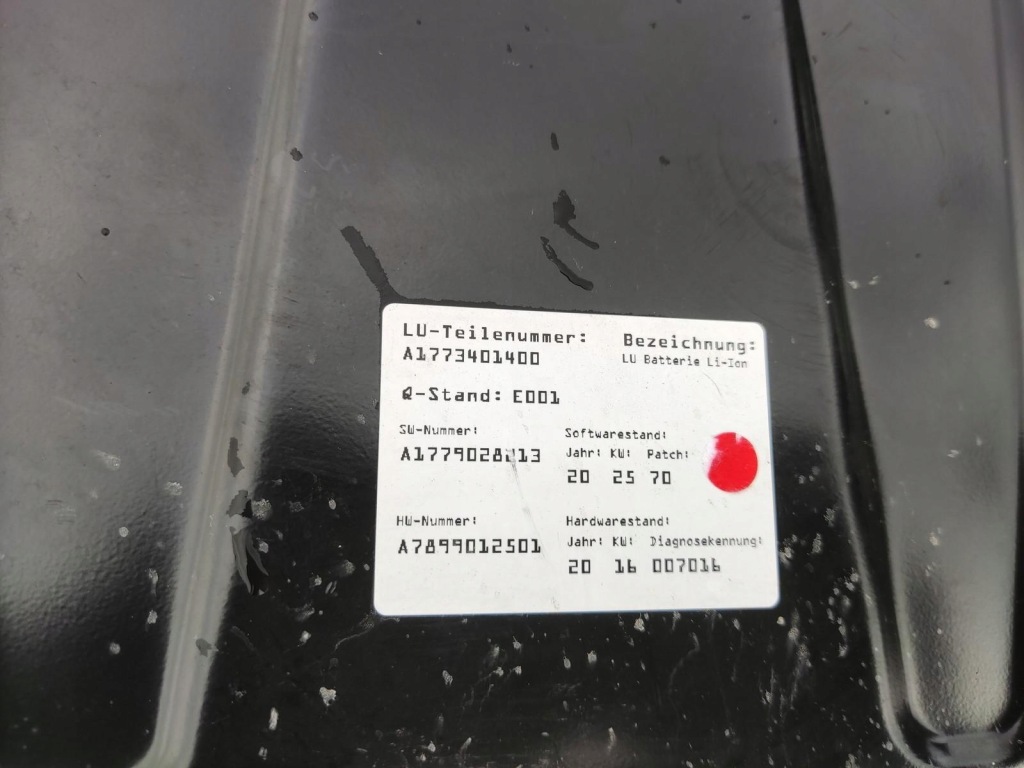 LU-Teilenummer:
A1773401400
Bezeichnung:
LU Batterie Li-Ion
Q-Stand: E001
SW-Nummer:
Softwarestand:
Jahr: KW: Patch:
20 25 70
HW-Nummer:
A7899012501
Hardwarestand:
Jahr: KW: Diagnosekennung:
20 16 007016